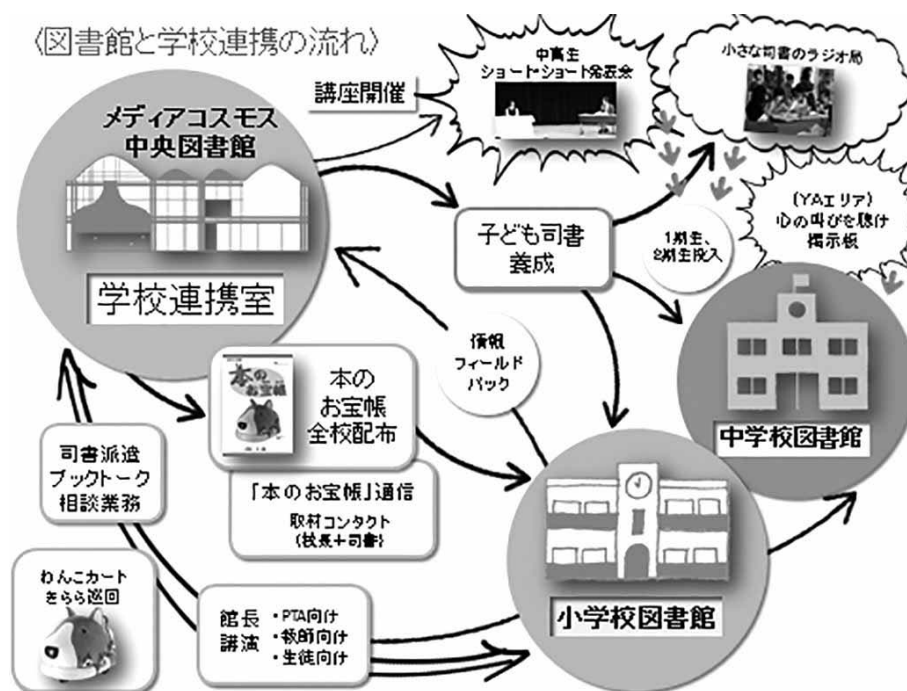 〈図書館と学校連携の流れ〉
講座開催
中高生
ショート・ショート発表会
小さな司書のラジオ局
メディアコスモス
中央図書館
学校連携室
子ども司書
養成
1期生、
2期生投入
(YAエリア)
心の叫びを聴け
掲示板
情報
フィールド
バック
本の
お宝帳
本の
お宝帳
全校配布
「本のお宝帳」通信
取材コンタクト
(校長+司書)
中学校図書館
司書派遣
ブックトーク
相談業務
わんこカート
きらら巡回
館長
講演
・PTA向け
・教師向け
・生徒向け
小学校図書館